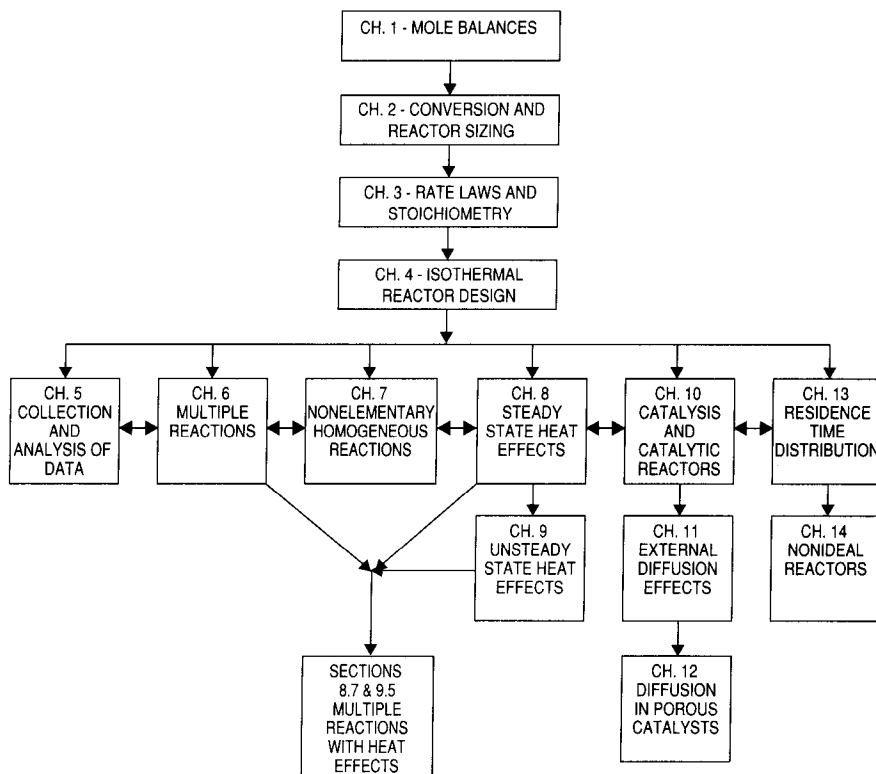 CH. 1 - MOLE BALANCES
CH. 2 - CONVERSION AND
REACTOR SIZING
CH. 3 - RATE LAWS AND
STOICHIOMETRY
CH. 4 - ISOTHERMAL
REACTOR DESIGN
CH. 5
COLLECTION
AND
ANALYSIS OF
DATA
CH. 6
MULTIPLE
REACTIONS
CH. 7
NONELEMENTARY
HOMOGENEOUS
REACTIONS
CH. 8
STEADY
STATE HEAT
EFFECTS
CH. 10
CATALYSIS
AND
CATALYTIC
REACTORS
CH. 13
RESIDENCE
TIME
DISTRIBUTION
CH. 9
UNSTEADY
STATE HEAT
EFFECTS
CH. 11
EXTERNAL
DIFFUSION
EFFECTS
CH. 14
NONIDEAL
REACTORS
SECTIONS
8.7 & 9.5
MULTIPLE
REACTIONS
WITH HEAT
EFFECTS
CH. 12
DIFFUSION
IN POROUS
CATALYSTS